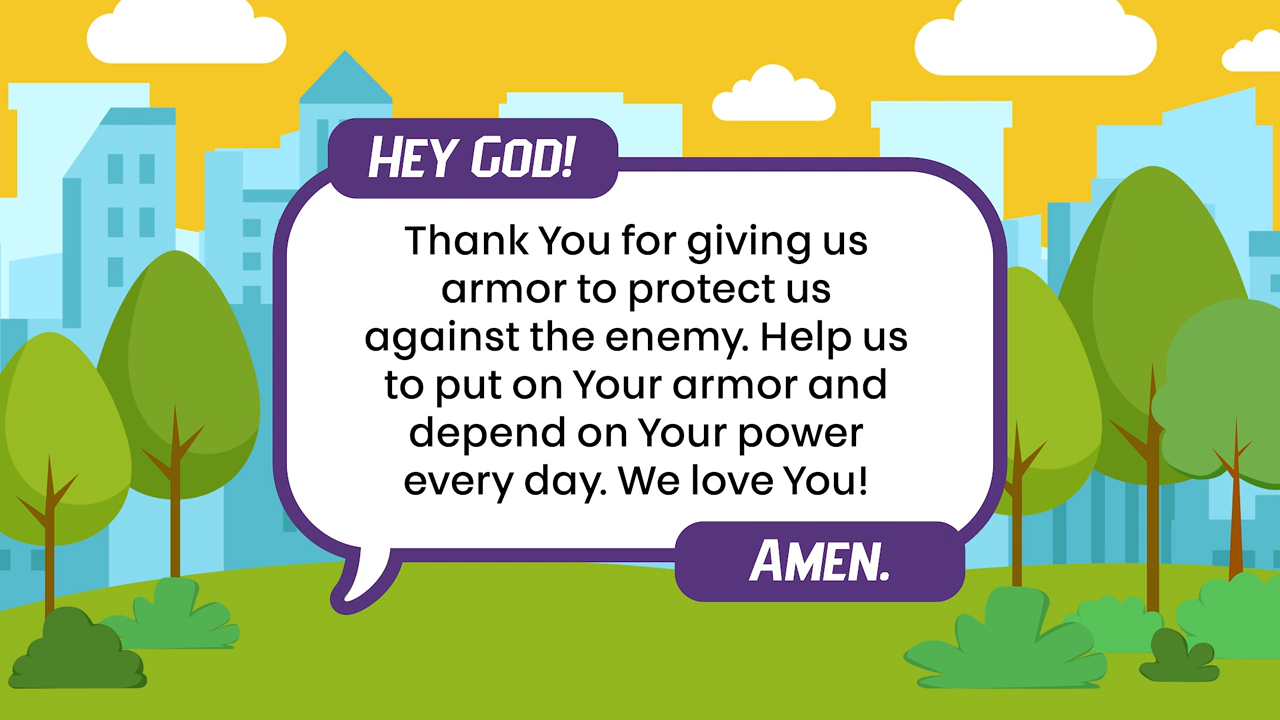 HEY GOD!
Thank You for giving us
armor to protect us
against the enemy. Help us
to put on Your armor and
depend on Your power
every day. We love You!
AMEN.